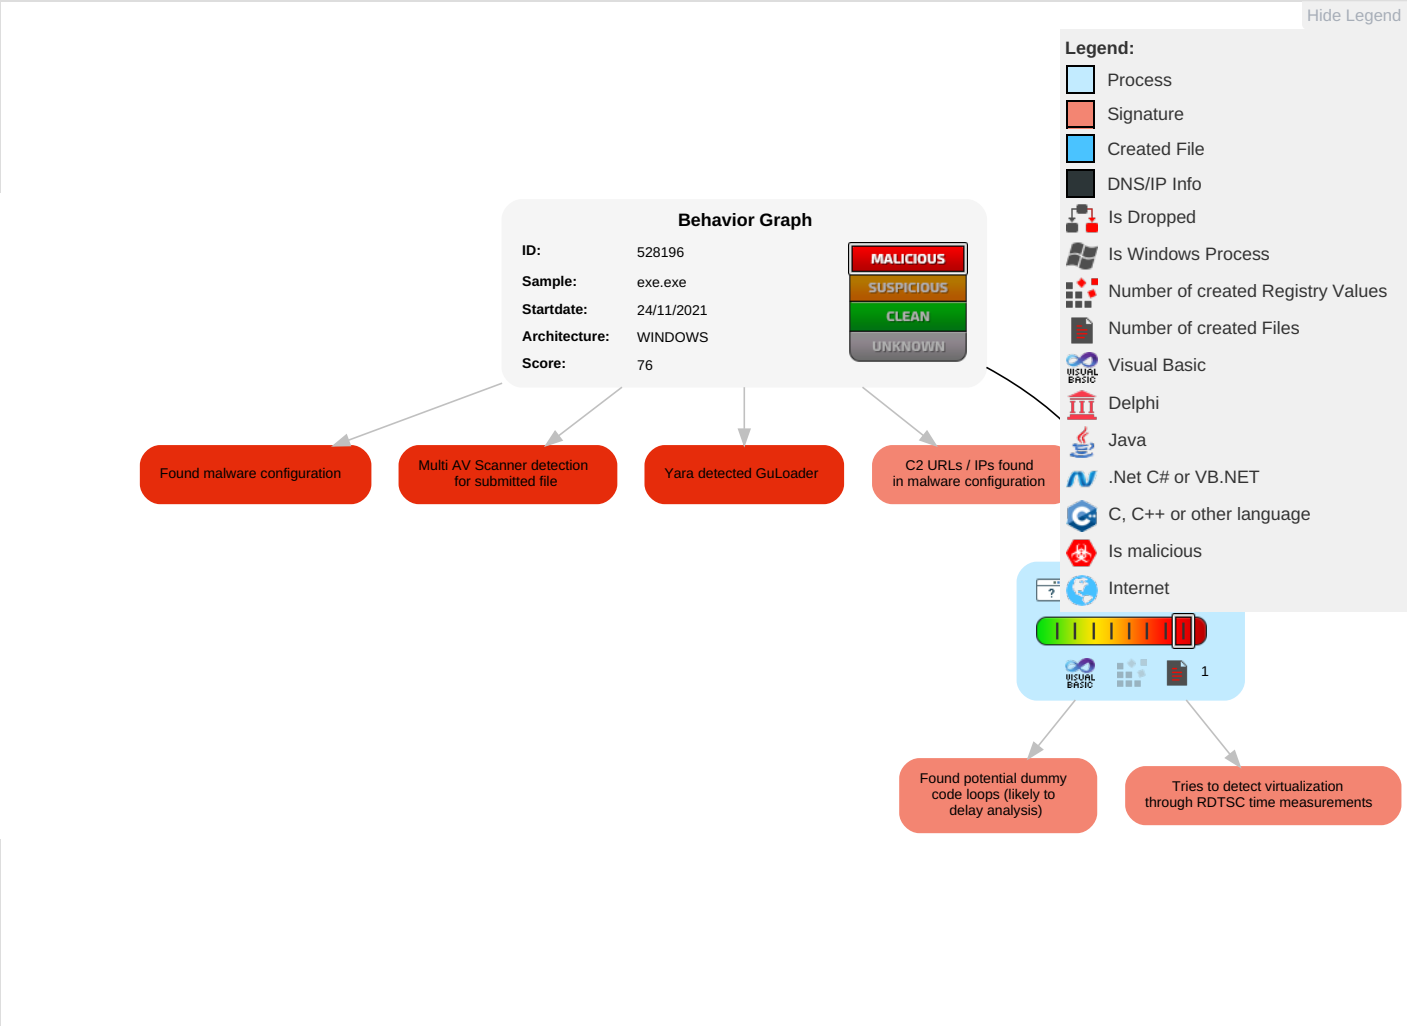 Hide Legend
Legend:
Process
Signature
Created File
DNS/IP Info
Is Dropped
Is Windows Process
Number of created Registry Values
Number of created Files
VISUAL BASIC
Visual Basic
Delphi
Java
.Net C# or VB.NET
C, C++ or other language
Is malicious
Internet
Behavior Graph
ID: 528196
Sample: exe.exe
Startdate: 24/11/2021
Architecture: WINDOWS
Score: 76
MALICIOUS
SUSPICIOUS
CLEAN
UNKNOWN
Found malware configuration
Multi AV Scanner detection
for submitted file
Yara detected GuLoader
C2 URLs / IPs found
in malware configuration
?
VISUAL BASIC
1
Found potential dummy
code loops (likely to
delay analysis)
Tries to detect virtualization
through RDTSC time measurements